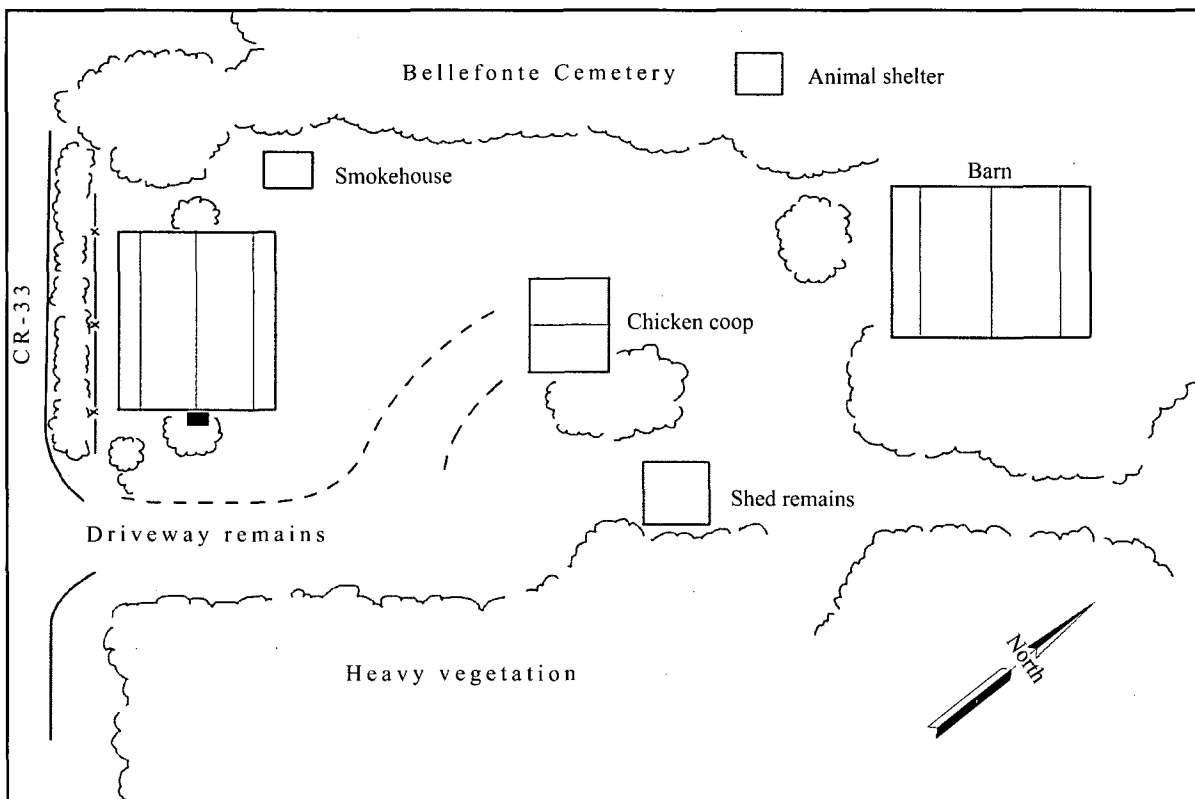 Bellefonte Cemetery
Animal shelter
Smokehouse
Barn
CR-33
Chicken coop
Shed remains
Driveway remains
Heavy vegetation
North